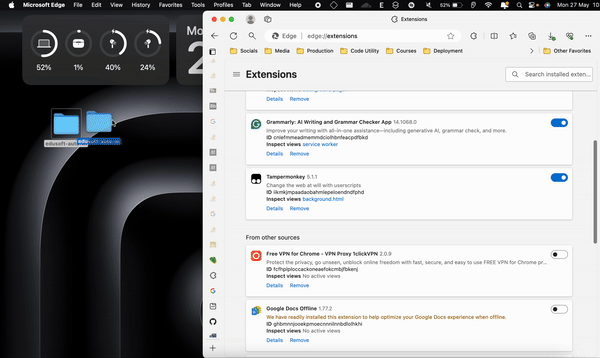 Microsoft Edge File Edit View History Favorites Tools Profiles Tab Window Help 52% Mon 27 May 10
52% 1% 40% 24%
Mo
2
Extensions
Edge edge://extensions
Socials Media Production Code Utility Courses Deployment Other Favorites
Extensions
Search installed exten...
Details Remove
Grammarly: AI Writing and Grammar Checker App 14.1068.0
Improve your writing with all-in-one assistance—including generative AI, grammar check, and more.
ID cnlefmmeadmemmdciolhbnfeacpdfbkd
Inspect views service worker
Details Remove
Tampermonkey 5.1.1
Change the web at will with userscripts
ID iikmkjmpaadaobahmlepeloendndfphd
Inspect views background.html
Details Remove
From other sources
Free VPN for Chrome - VPN Proxy 1clickVPN 2.0.9
Protect the privacy, go unseen, unblock online freedom with fast, secure, and easy to use FREE VPN for Chrome pr...
ID fcfhplploccackoneaefokcmbjfbkenj
Inspect views No active views
Details Remove
Google Docs Offline 1.77.2
We have readily installed this extension to help optimize your Google Docs experience when offline.
ID ghbmnnjooekpmoecnnnilnnbdlolhkhi
Inspect views No active views
Details Remove